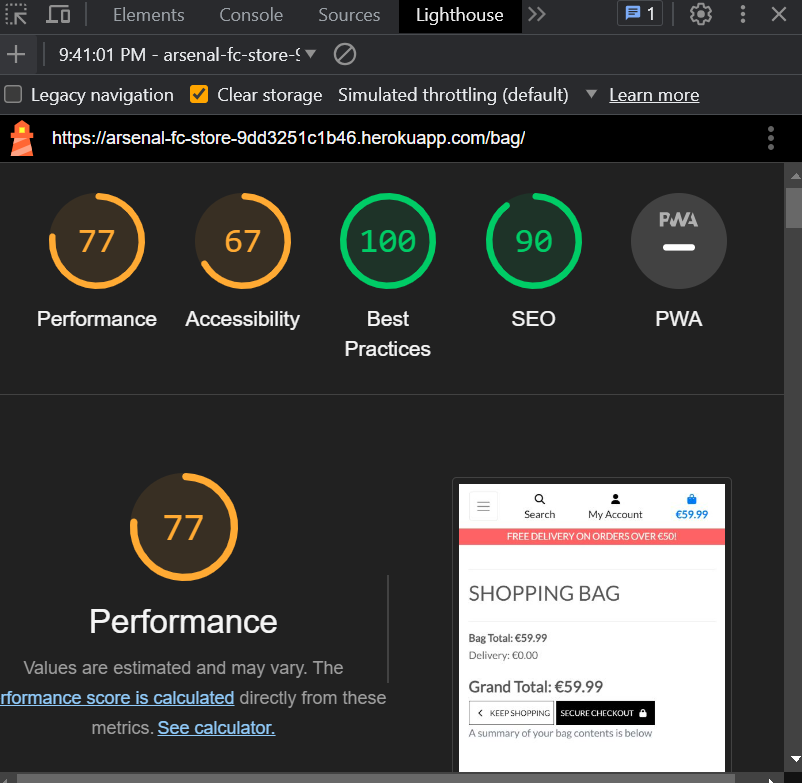 Elements Console Sources Lighthouse 1
9:41:01 PM - arsenal-fc-store-9
Legacy navigation Clear storage Simulated throttling (default) Learn more
https://arsenal-fc-store-9dd3251c1b46.herokuapp.com/bag/
77 67 100 90 PWA
Performance Accessibility Best SEO PWA
Practices
77
Performance
Values are estimated and may vary. The
rformance score is calculated directly from these
metrics. See calculator.
Search My Account €59.99
FREE DELIVERY ON ORDERS OVER €50!
SHOPPING BAG
Bag Total: €59.99
Delivery: €0.00
Grand Total: €59.99
KEEP SHOPPING SECURE CHECKOUT
A summary of your bag contents is below